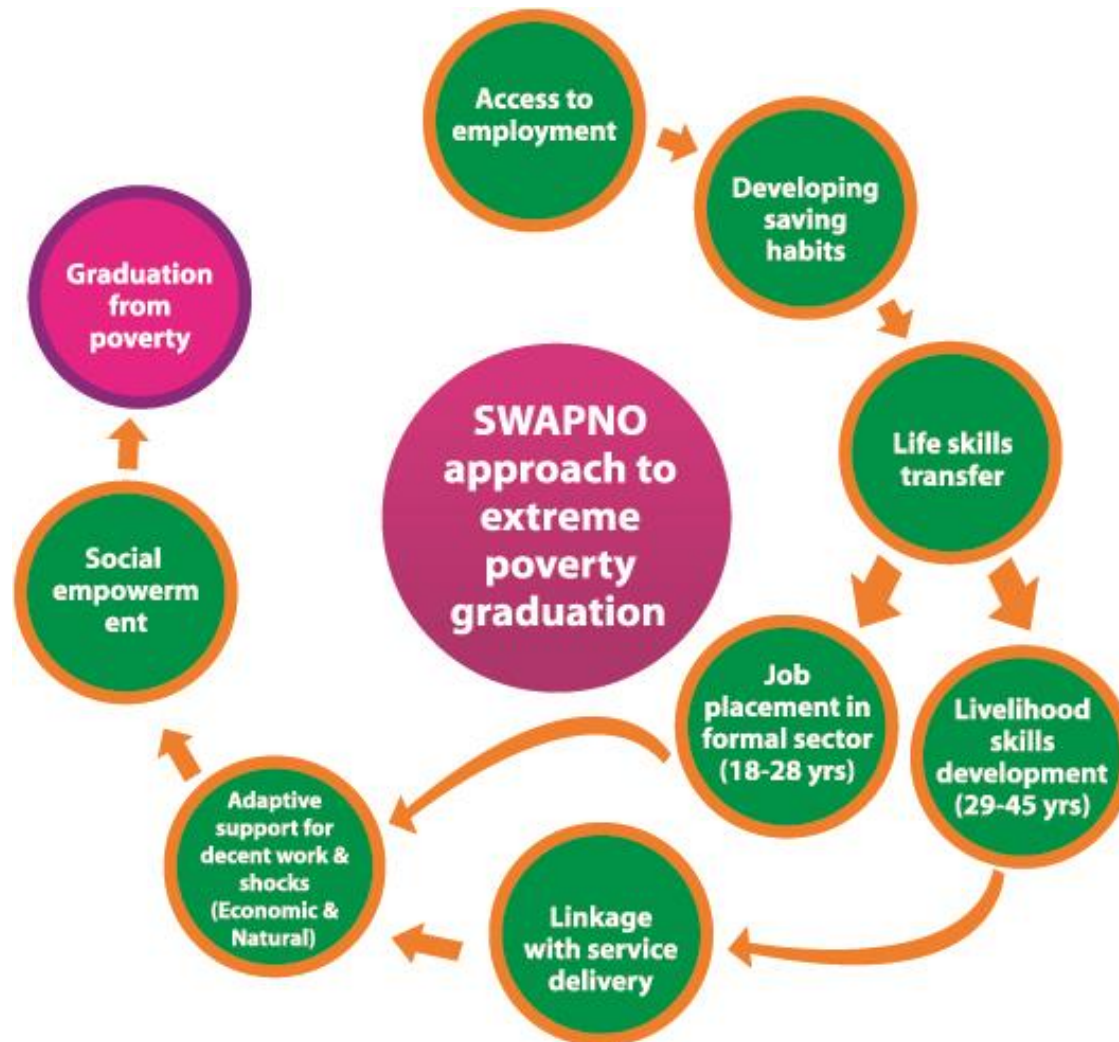 Access to
employment
Developing
saving
habits
Graduation
from
poverty
SWAPNO
approach to
extreme
poverty
graduation
Life skills
transfer
Social
empowerm
ent
Job
placement in
formal sector
(18-28 yrs)
Livelihood
skills
development
(29-45 yrs)
Adaptive
support for
decent work &
shocks
(Economic &
Natural)
Linkage
with service
delivery